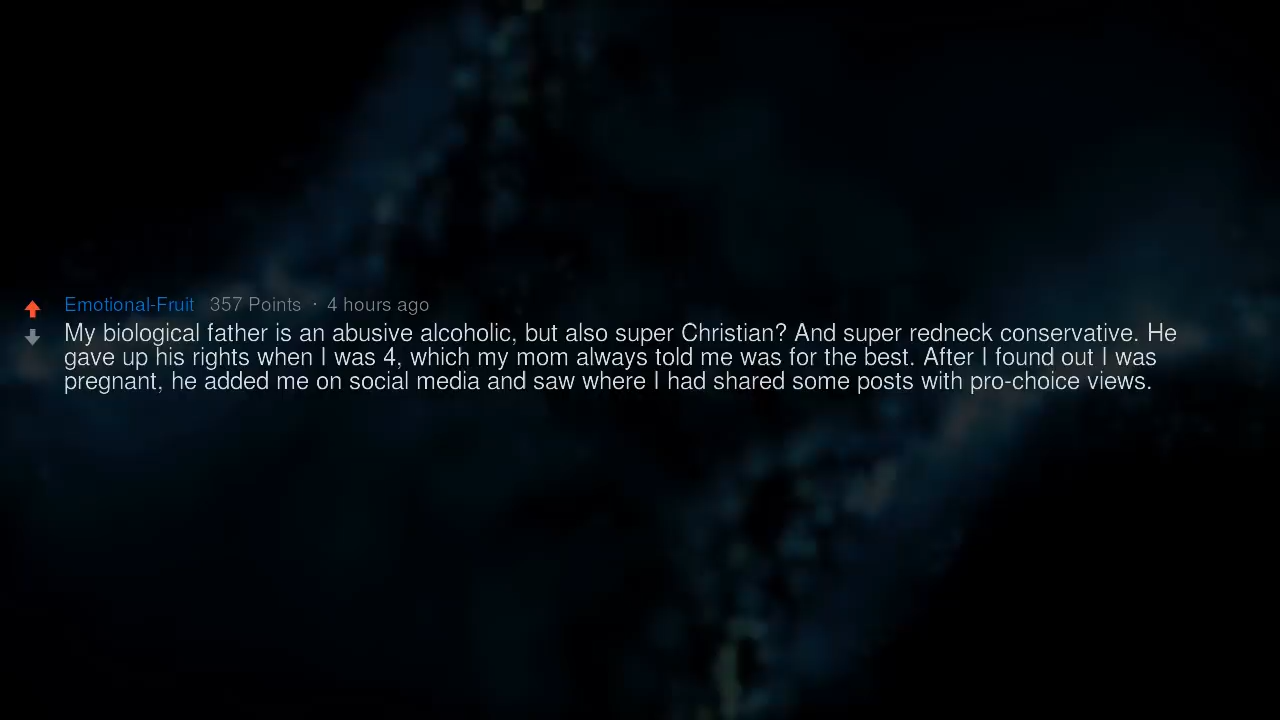 Emotional-Fruit 357 Points · 4 hours ago
My biological father is an abusive alcoholic, but also super Christian? And super redneck conservative. He
gave up his rights when I was 4, which my mom always told me was for the best. After I found out I was
pregnant, he added me on social media and saw where I had shared some posts with pro-choice views.